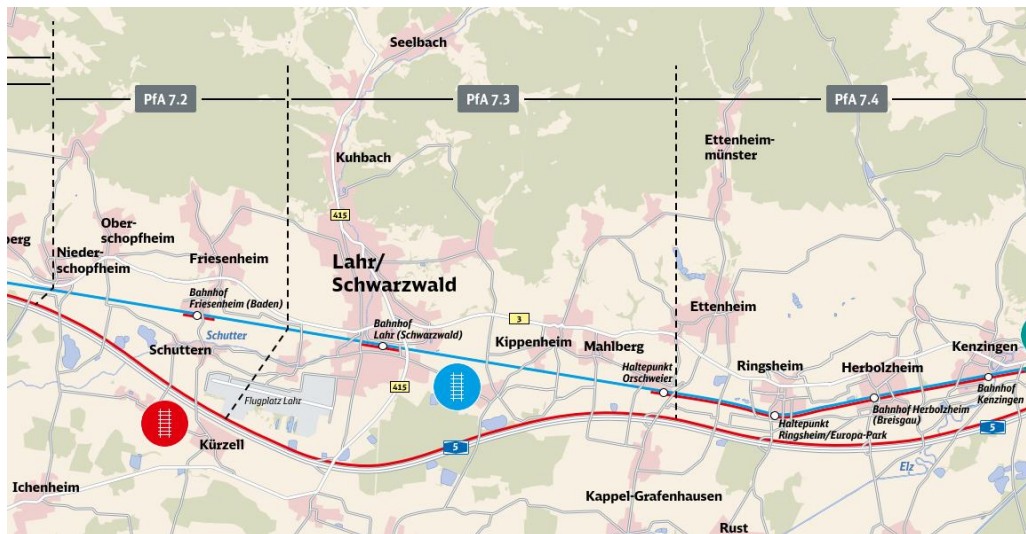 Seelbach
PfA 7.2
PfA 7.3
PfA 7.4
Ettenheim-
münster
Kuhbach
415
Ober-
schopfheim
berg
Nieder-
schopfheim
Friesenheim
Lahr/
Schwarzwald
Bahnhof
Friesenheim (Baden)
Schutter
Bahnhof
Lahr (Schwarzwald)
3
Ettenheim
Schuttern
Kippenheim
Mahlberg
Kenzingen
Haltepunkt
Orschweier
Ringsheim
Herbolzheim
415
Flugplatz Lahr
Bahnhof
Kenzingen
Bahnhof Herbolzheim
(Breisgau)
Haltepunkt
Ringsheim/Europa-Park
5
5
Kürzell
Elz
Ichenheim
Kappel-Grafenhausen
Rust